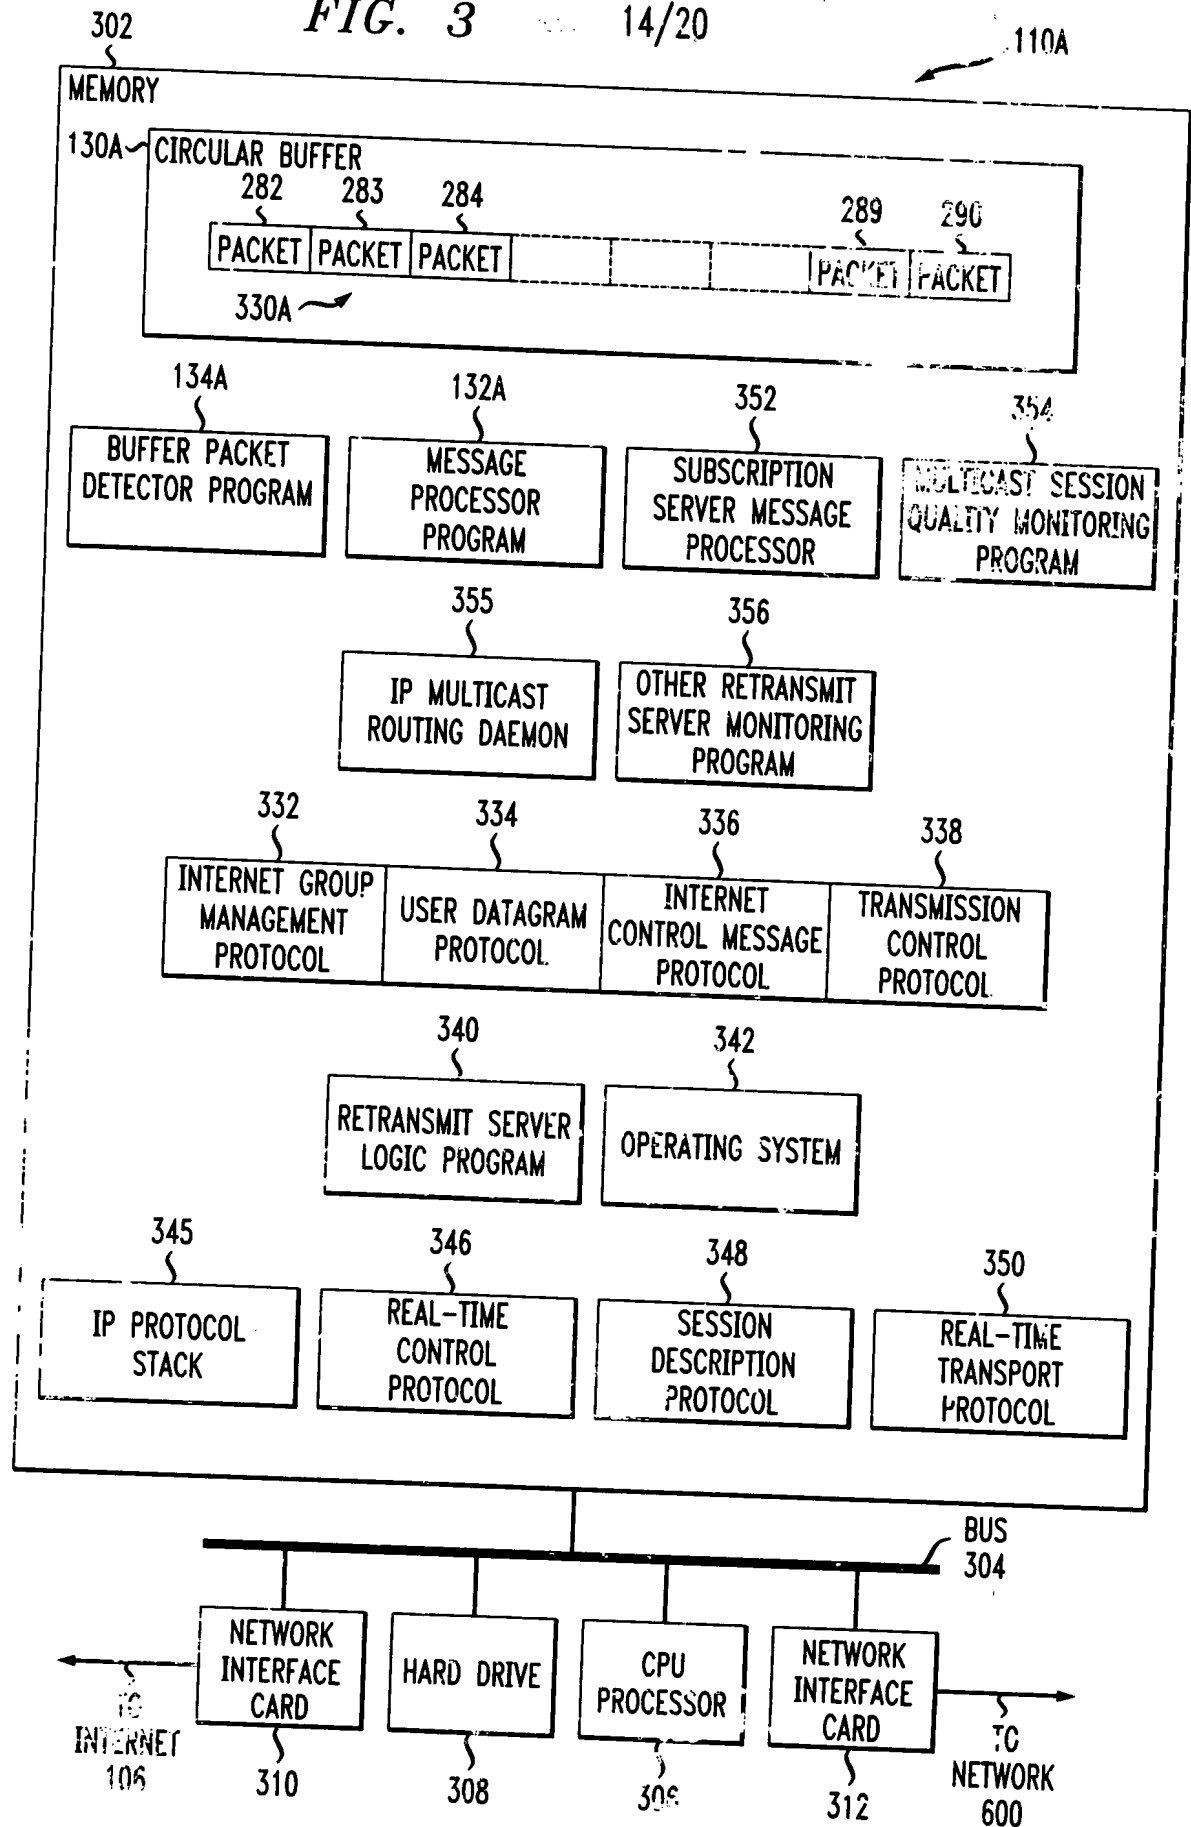 FIG. 3 14/20
302
110A
MEMORY
130A
CIRCULAR BUFFER
282 283 284 289 290
PACKET PACKET PACKET PACKET PACKET
330A
134A 132A 352 354
BUFFER PACKET
DETECTOR PROGRAM
MESSAGE
PROCESSOR
PROGRAM
SUBSCRIPTION
SERVER MESSAGE
PROCESSOR
MULTICAST SESSION
QUALITY MONITORING
PROGRAM
355 356
IP MULTICAST
ROUTING DAEMON
OTHER RETRANSMIT
SERVER MONITORING
PROGRAM
332 334 336 338
INTERNET GROUP
MANAGEMENT
PROTOCOL
USER DATAGRAM
PROTOCOL
INTERNET
CONTROL MESSAGE
PROTOCOL
TRANSMISSION
CONTROL
PROTOCOL
340 342
RETRANSMIT SERVER
LOGIC PROGRAM
OPERATING SYSTEM
345 346 348 350
IP PROTOCOL
STACK
REAL-TIME
CONTROL
PROTOCOL
SESSION
DESCRIPTION
PROTOCOL
REAL-TIME
TRANSPORT
PROTOCOL
BUS
304
NETWORK
INTERFACE
CARD
HARD DRIVE
CPU
PROCESSOR
NETWORK
INTERFACE
CARD
TO
INTERNET
106
310
308
306
312
TO
NETWORK
600